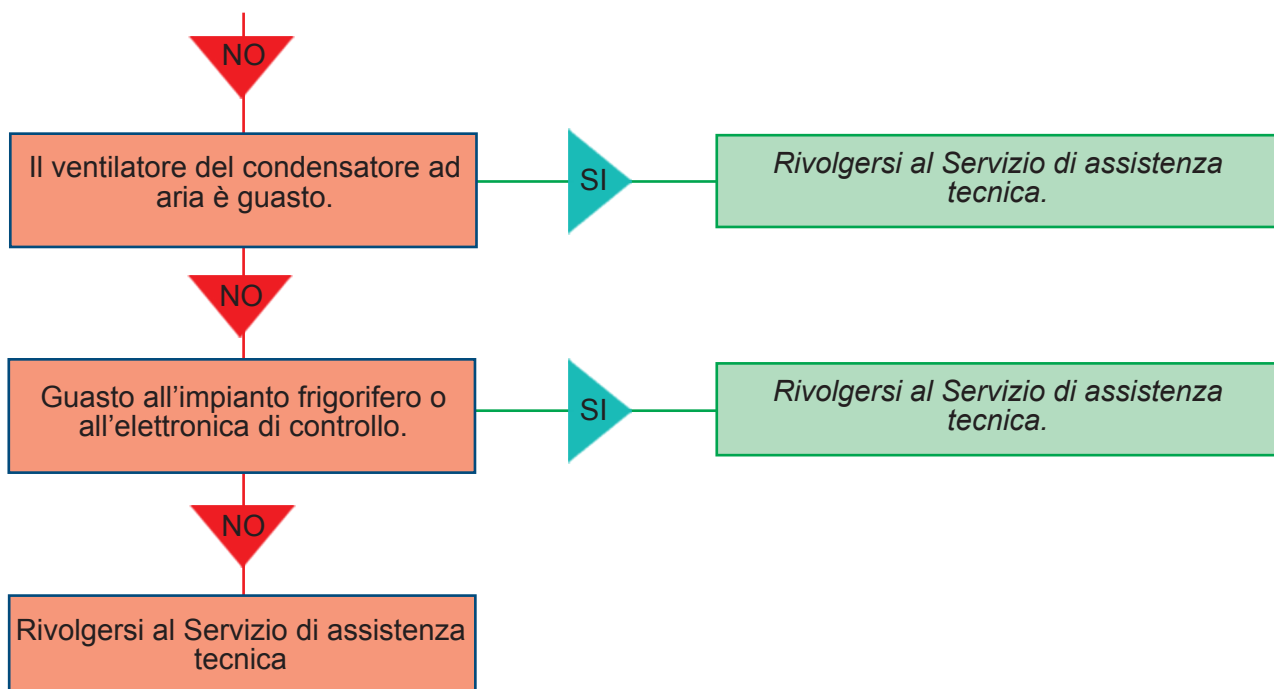 NO
Il ventilatore del condensatore ad
aria è guasto.
SI
Rivolgersi al Servizio di assistenza
tecnica.
NO
Guasto all’impianto frigorifero o
all’elettronica di controllo.
SI
Rivolgersi al Servizio di assistenza
tecnica.
NO
Rivolgersi al Servizio di assistenza
tecnica